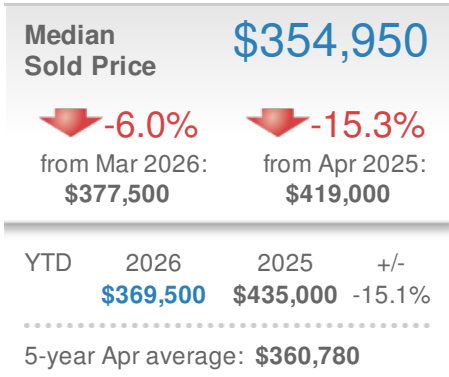 Median Sold Price $354,950
-6.0% -15.3%
from Mar 2026: from Apr 2025:
$377,500 $419,000
YTD 2026 2025 +/-
$369,500 $435,000 -15.1%
5-year Apr average: $360,780